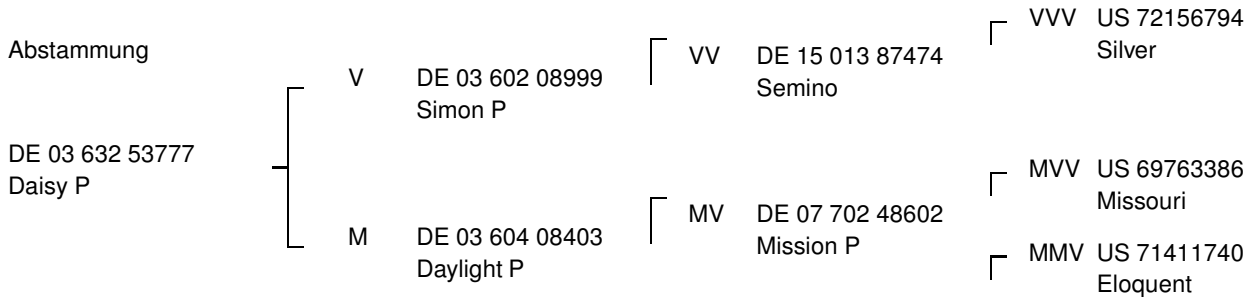 Abstammung
DE 03 632 53777
Daisy P
V DE 03 602 08999
Simon P
M DE 03 604 08403
Daylight P
VV DE 15 013 87474
Semino
MV DE 07 702 48602
Mission P
VVV US 72156794
Silver
MVV US 69763386
Missouri
MMV US 71411740
Eloquent